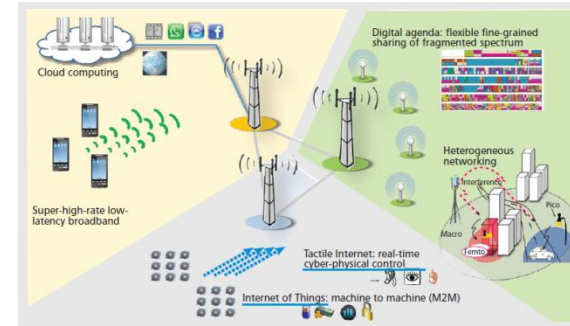 Cloud computing
Digital agenda: flexible fine-grained
sharing of fragmented spectrum
Heterogeneous
networking
Interference
Pico
Macro
Femto
Super-high-rate low-
latency broadband
Tactile Internet: real-time
cyber-physical control
Internet of Things: machine to machine (M2M)